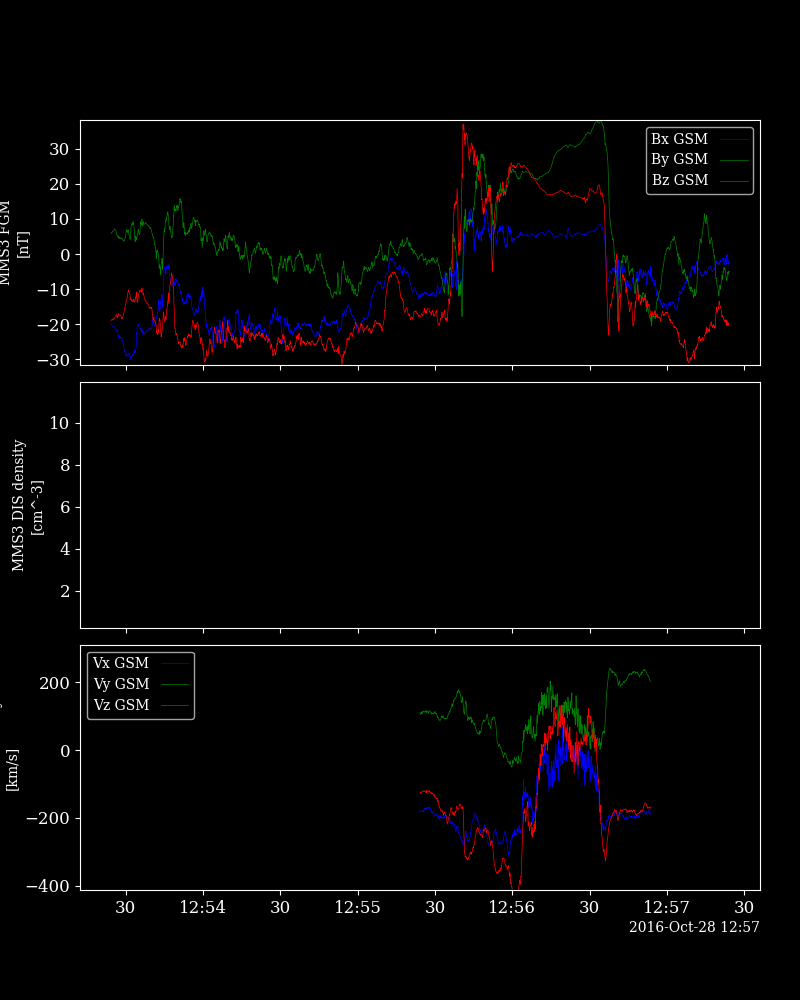 MMS3 FGM
[nT]
30
20
10
0
−10
−20
−30
Bx GSM
By GSM
Bz GSM
MMS3 DIS density
[cm^-3]
10
8
6
4
2
[km/s]
200
0
−200
−400
Vx GSM
Vy GSM
Vz GSM
30 12:54 30 12:55 30 12:56 30 12:57 30
2016-Oct-28 12:57